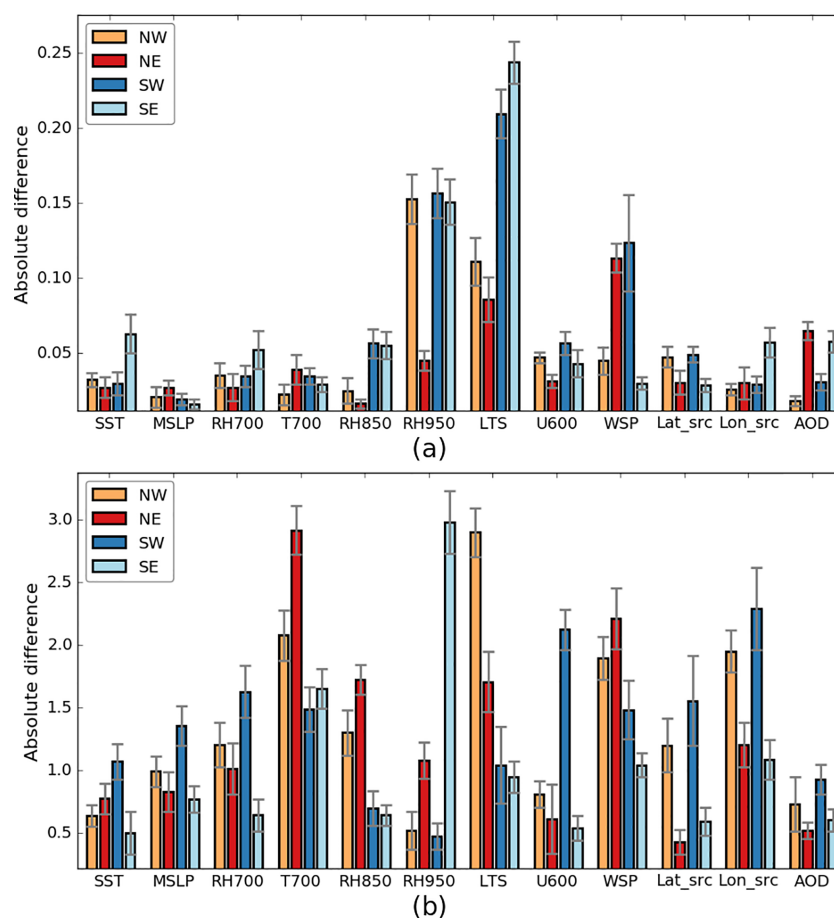 0.25
0.20
0.15
0.10
0.05
Absolute difference
NW
NE
SW
SE
SST MSLP RH700 T700 RH850 RH950 LTS U600 WSP Lat_src Lon_src AOD
(a)
3.0
2.5
2.0
1.5
1.0
0.5
Absolute difference
NW
NE
SW
SE
SST MSLP RH700 T700 RH850 RH950 LTS U600 WSP Lat_src Lon_src AOD
(b)